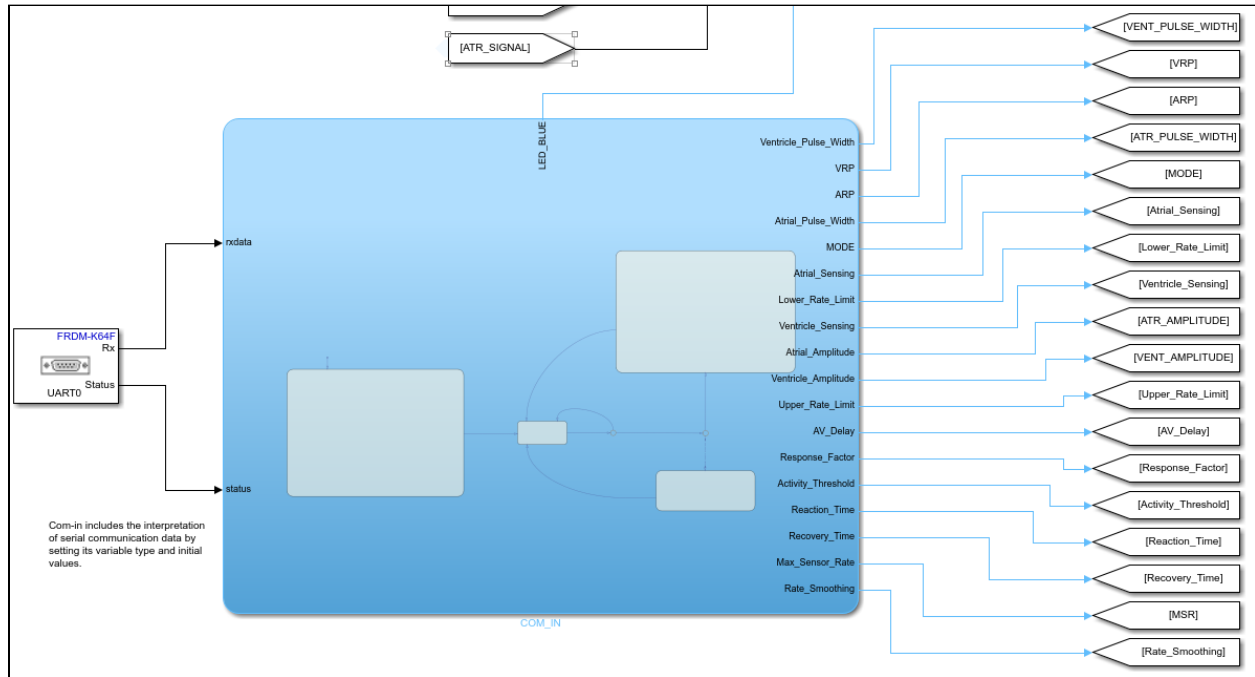 [ATR_SIGNAL]
LED_BLUE
rxdata
status
FRDM-K64F
Rx
Status
UART0
Com-in includes the interpretation
of serial communication data by
setting its variable type and initial
values.
Ventricle_Pulse_Width
VRP
ARP
Atrial_Pulse_Width
MODE
Atrial_Sensing
Lower_Rate_Limit
Ventricle_Sensing
Atrial_Amplitude
Ventricle_Amplitude
Upper_Rate_Limit
AV_Delay
Response_Factor
Activity_Threshold
Reaction_Time
Recovery_Time
Max_Sensor_Rate
Rate_Smoothing
COM_IN
[VENT_PULSE_WIDTH]
[VRP]
[ARP]
[ATR_PULSE_WIDTH]
[MODE]
[Atrial_Sensing]
[Lower_Rate_Limit]
[Ventricle_Sensing]
[ATR_AMPLITUDE]
[VENT_AMPLITUDE]
[Upper_Rate_Limit]
[AV_Delay]
[Response_Factor]
[Activity_Threshold]
[Reaction_Time]
[Recovery_Time]
[MSR]
[Rate_Smoothing]